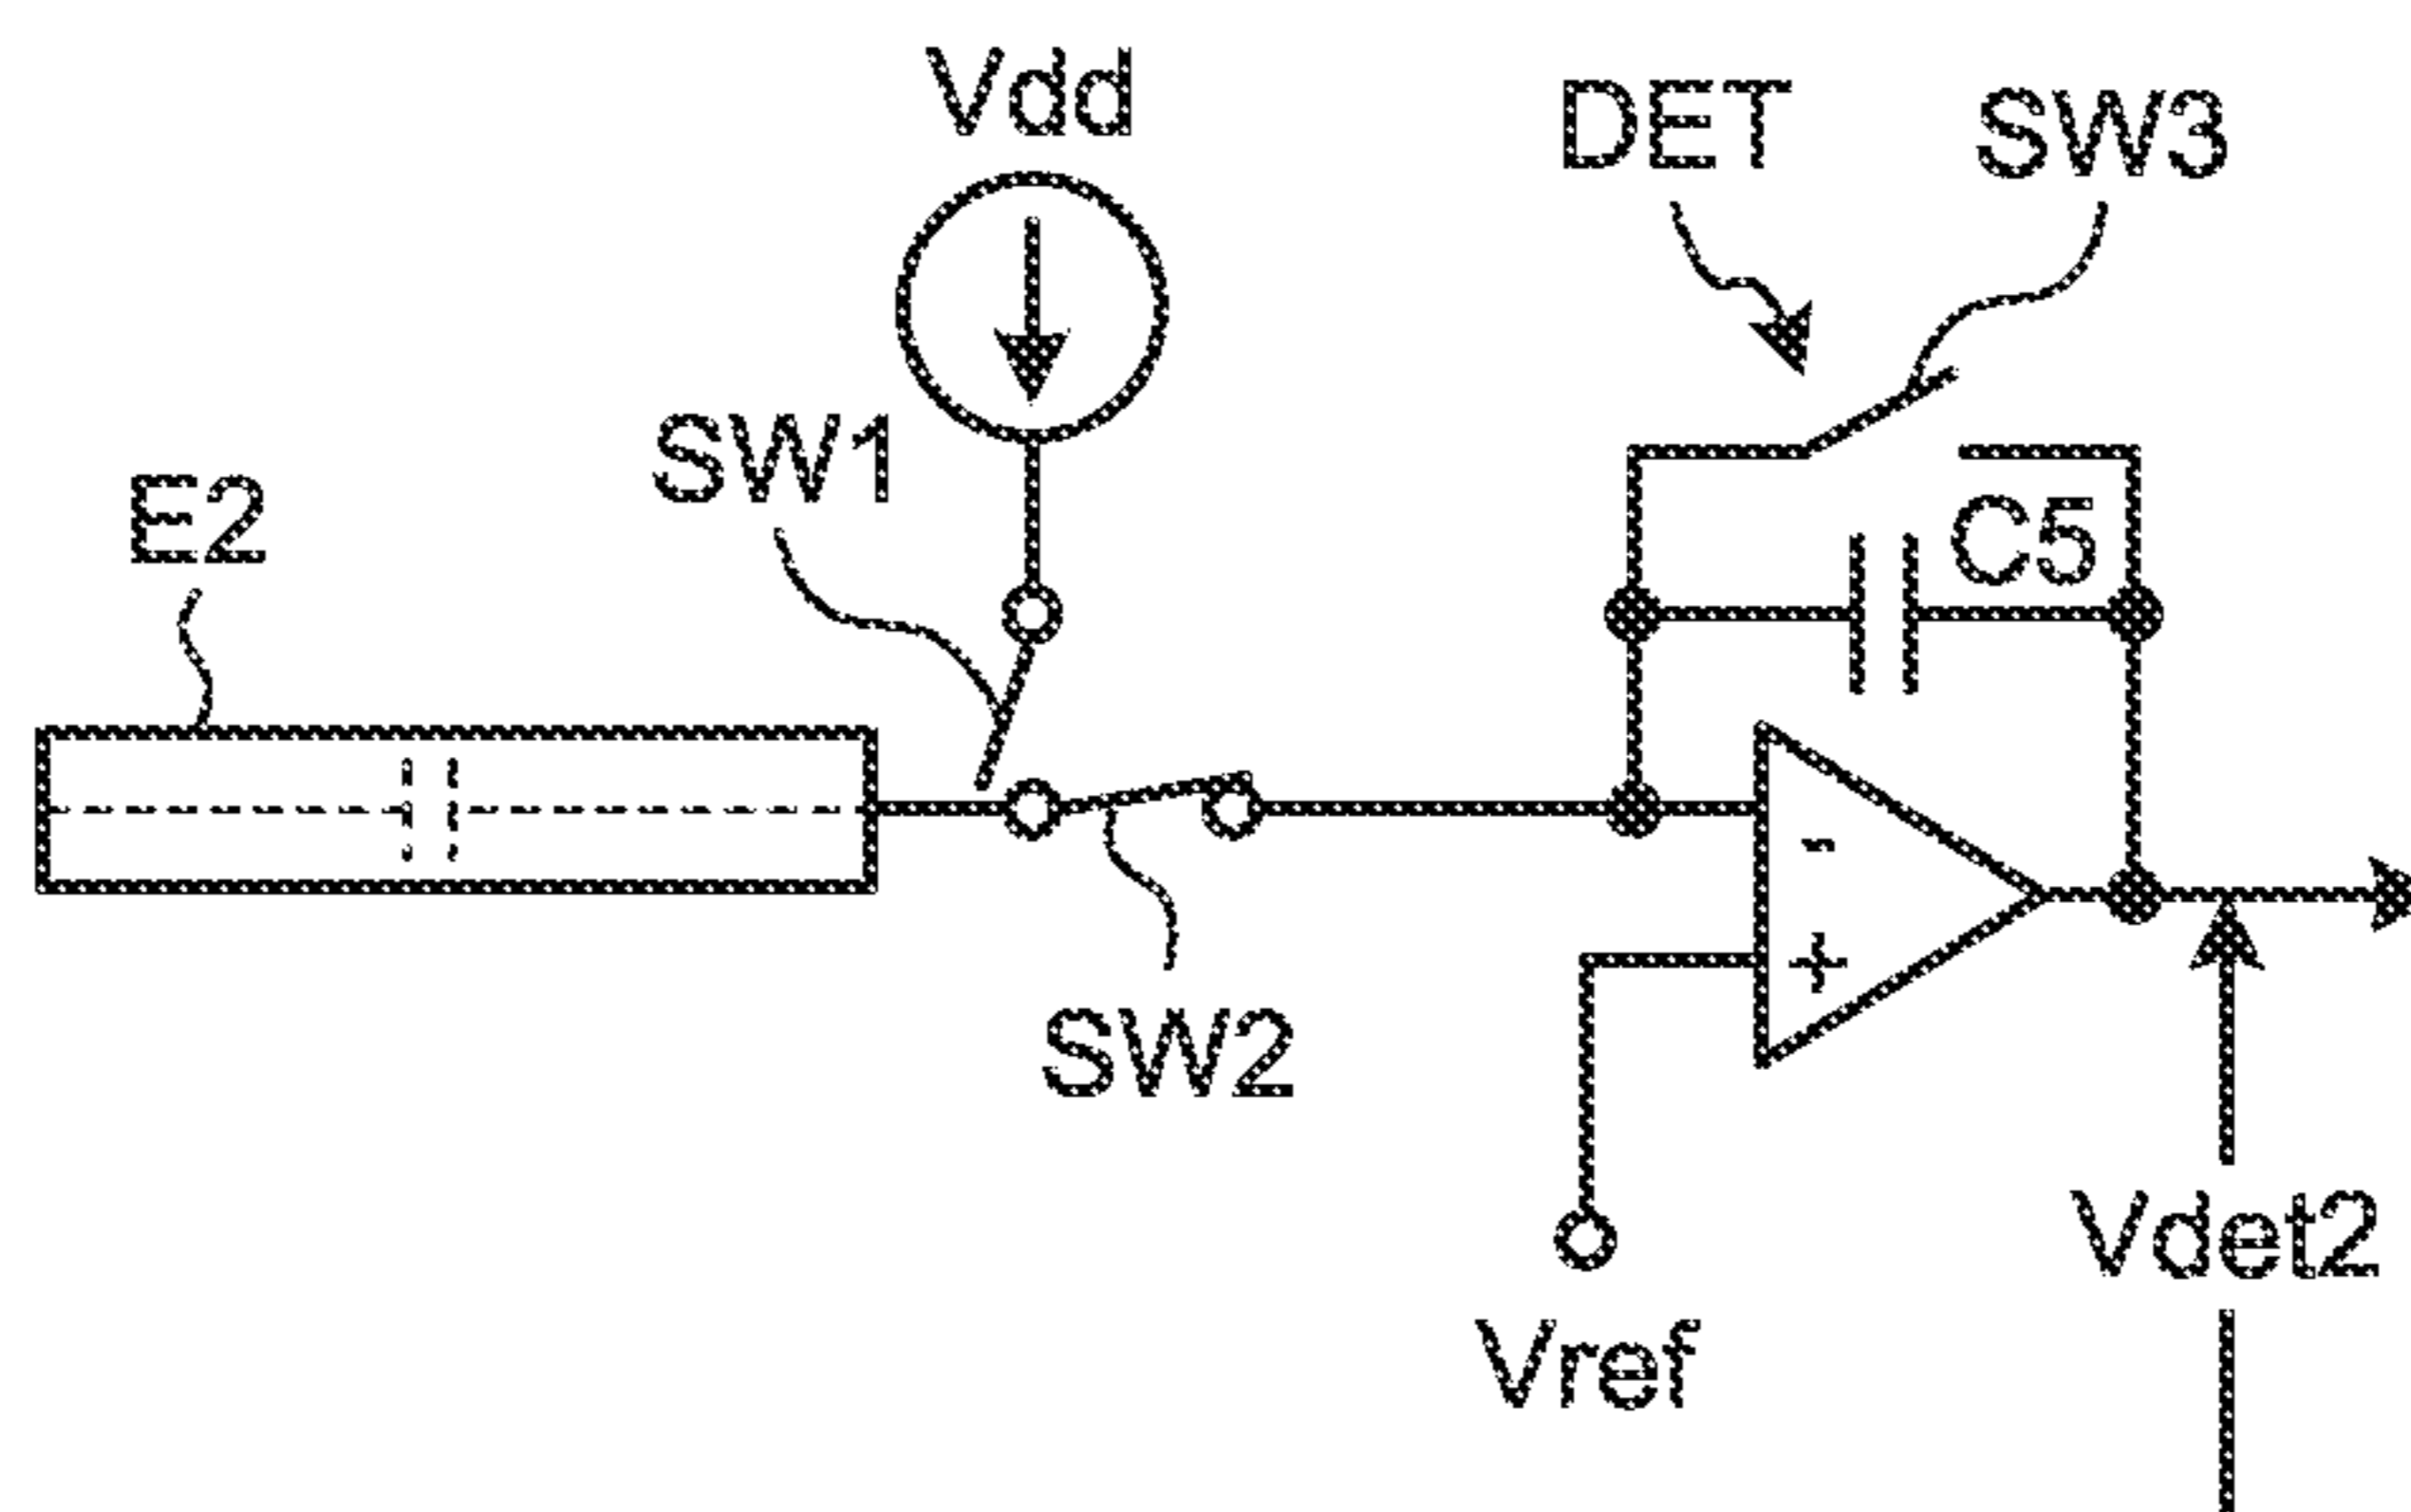 Vdd
DET
SW3
SW1
E2
C5
-
+
SW2
Vdet2
Vref